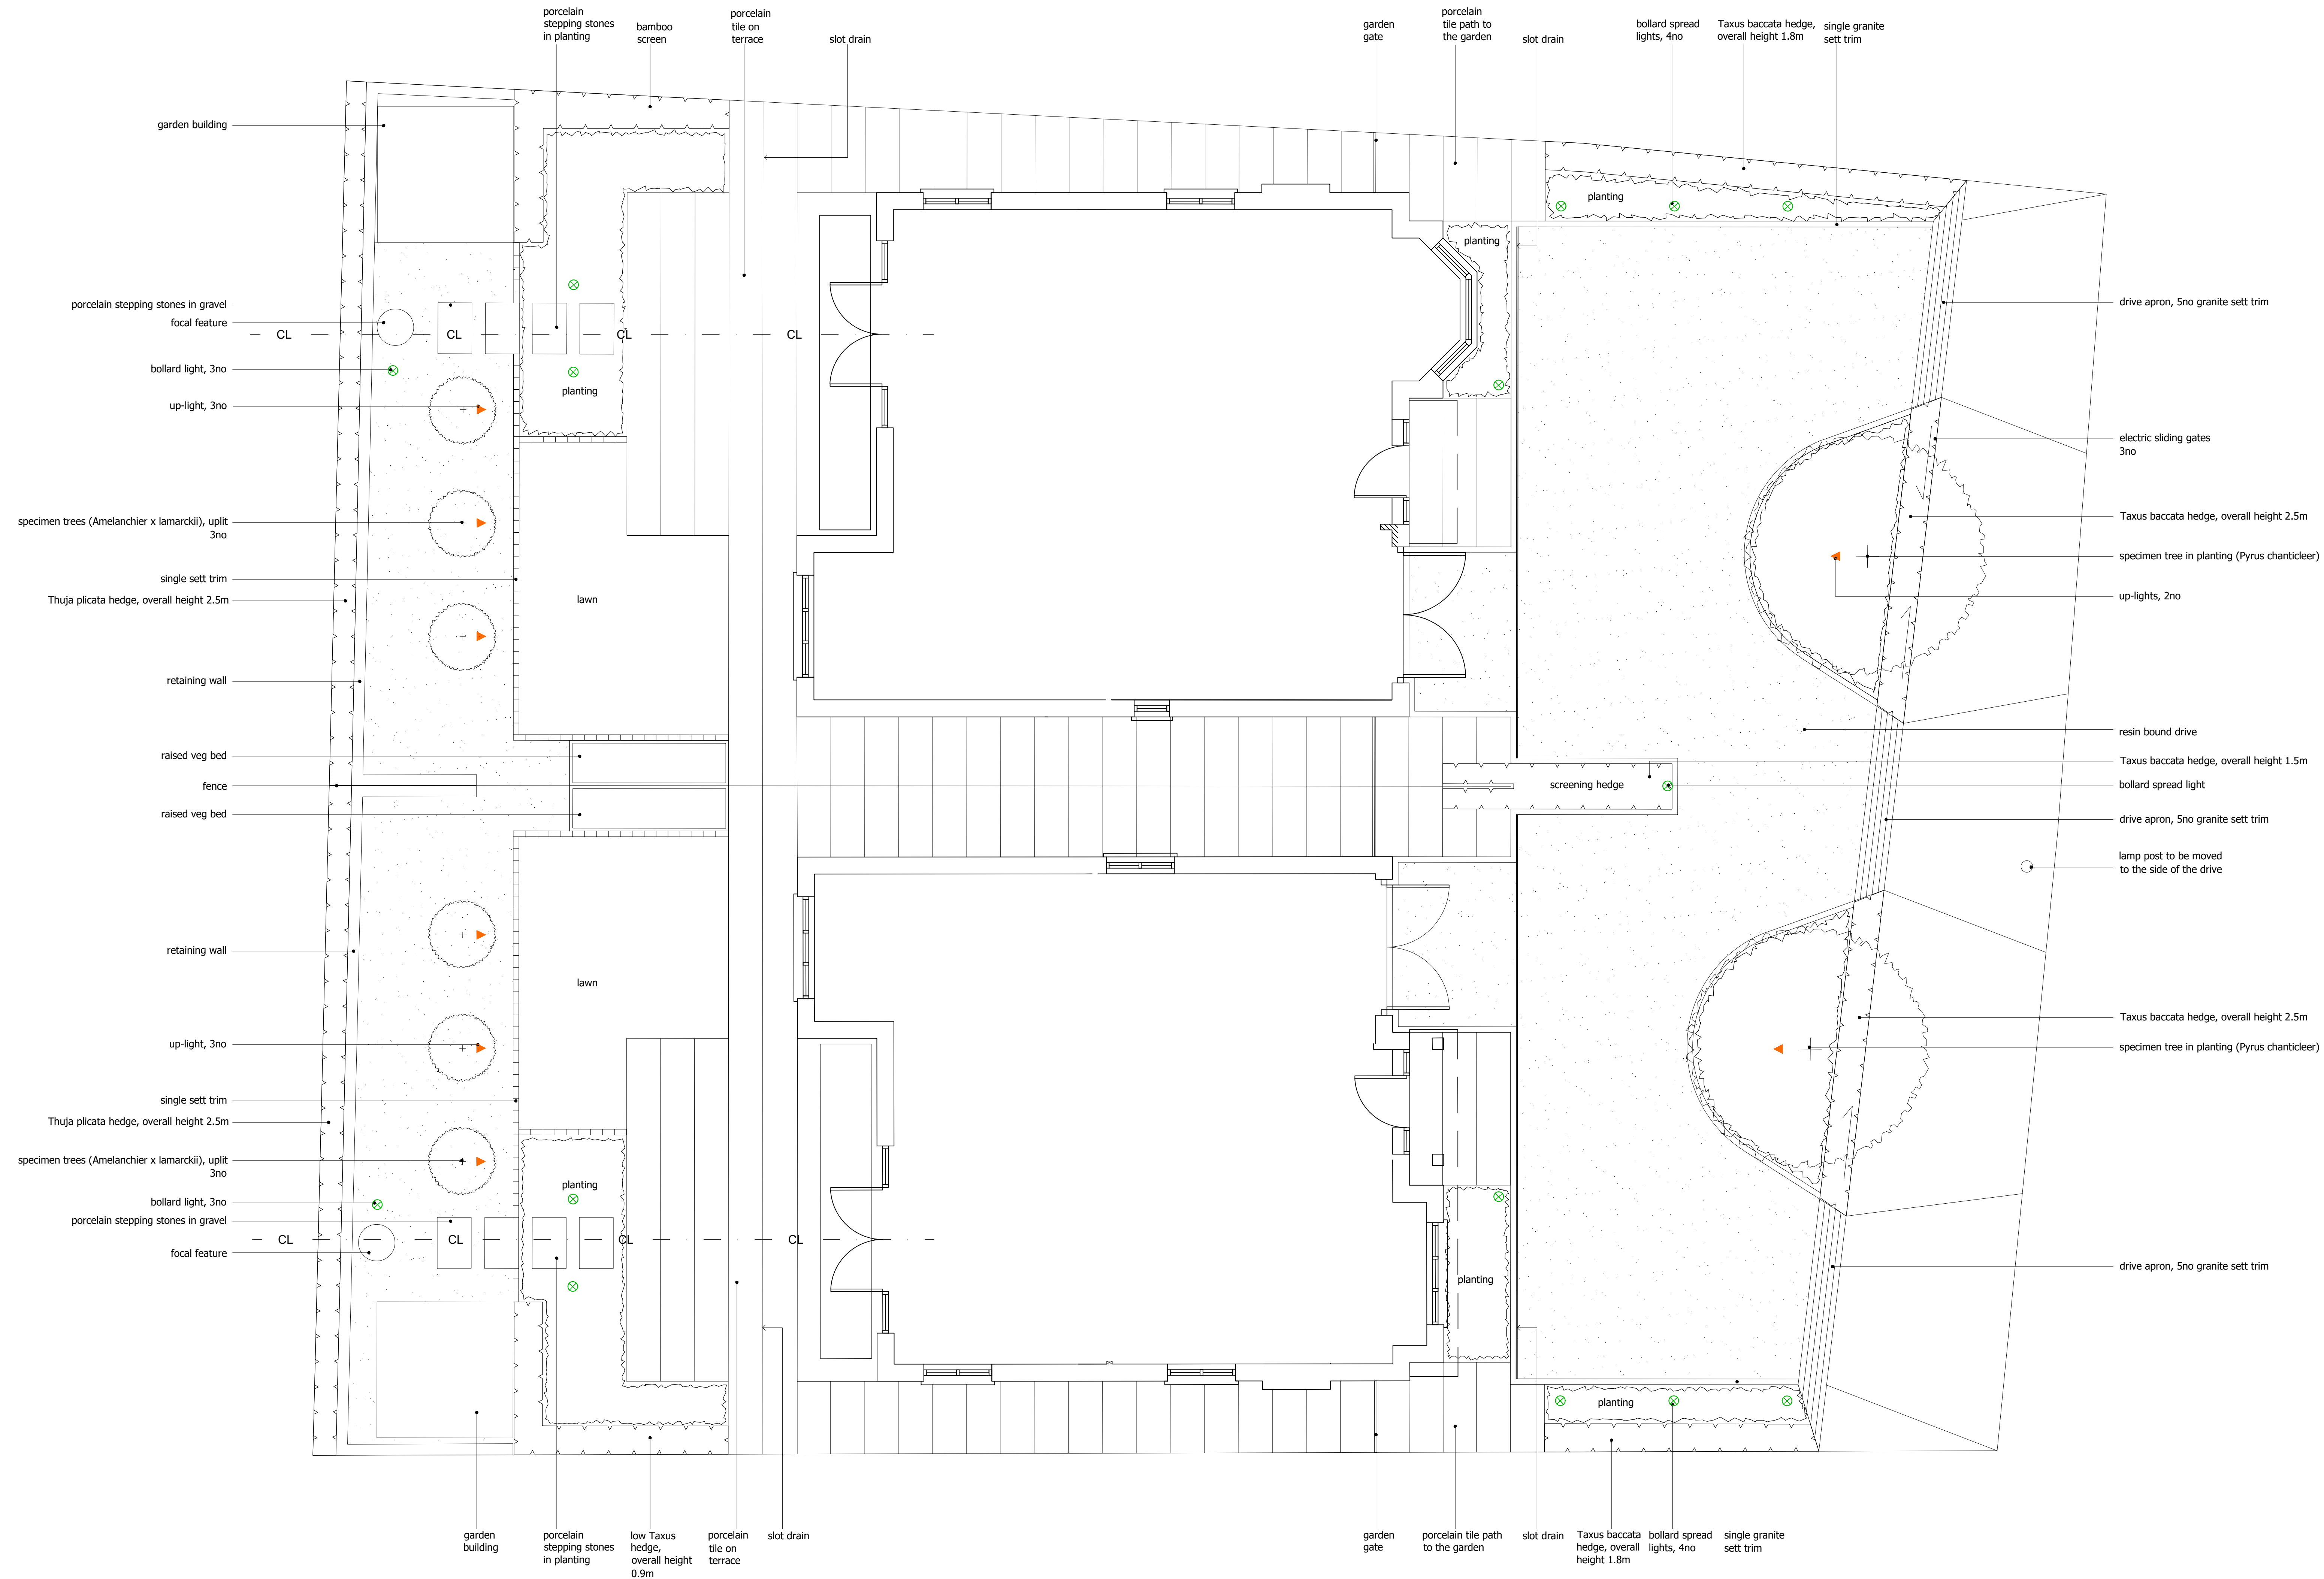 porcelain
stepping stones
in planting
bamboo
screen
porcelain
tile on
terrace
slot drain
garden
gate
porcelain
tile path to
the garden
slot drain
bollard spread
lights, 4no
Taxus baccata hedge,
overall height 1.8m
single granite
sett trim
garden building
porcelain stepping stones in gravel
focal feature
bollard light, 3no
up-light, 3no
specimen trees (Amelanchier x lamarckii), uplit
3no
single sett trim
Thuja plicata hedge, overall height 2.5m
retaining wall
raised veg bed
fence
raised veg bed
retaining wall
up-light, 3no
single sett trim
Thuja plicata hedge, overall height 2.5m
specimen trees (Amelanchier x lamarckii), uplit
3no
bollard light, 3no
porcelain stepping stones in gravel
focal feature
CL
CL
CL
CL
planting
lawn
lawn
planting
CL
CL
CL
CL
planting
planting
screening hedge
planting
planting
drive apron, 5no granite sett trim
electric sliding gates
3no
Taxus baccata hedge, overall height 2.5m
specimen tree in planting (Pyrus chanticleer)
up-lights, 2no
resin bound drive
Taxus baccata hedge, overall height 1.5m
bollard spread light
drive apron, 5no granite sett trim
lamp post to be moved
to the side of the drive
Taxus baccata hedge, overall height 2.5m
specimen tree in planting (Pyrus chanticleer)
drive apron, 5no granite sett trim
garden
building
porcelain
stepping stones
in planting
low Taxus
hedge,
overall height
0.9m
porcelain
tile on
terrace
slot drain
garden
gate
porcelain tile path
to the garden
slot drain
Taxus baccata
hedge, overall
height 1.8m
bollard spread
lights, 4no
single granite
sett trim